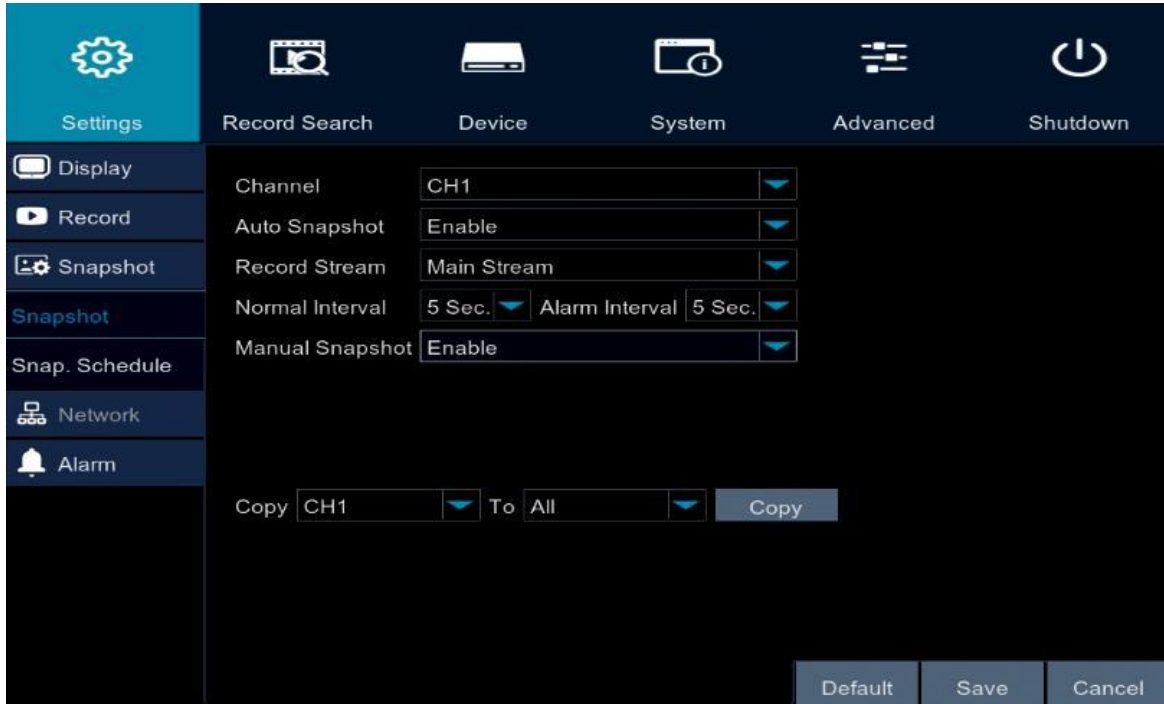 Settings Record Search Device System Advanced Shutdown
Display
Record
Snapshot
Snapshot
Snap. Schedule
Network
Alarm
Channel CH1
Auto Snapshot Enable
Record Stream Main Stream
Normal Interval 5 Sec. Alarm Interval 5 Sec.
Manual Snapshot Enable
Copy CH1 To All Copy
Default Save Cancel